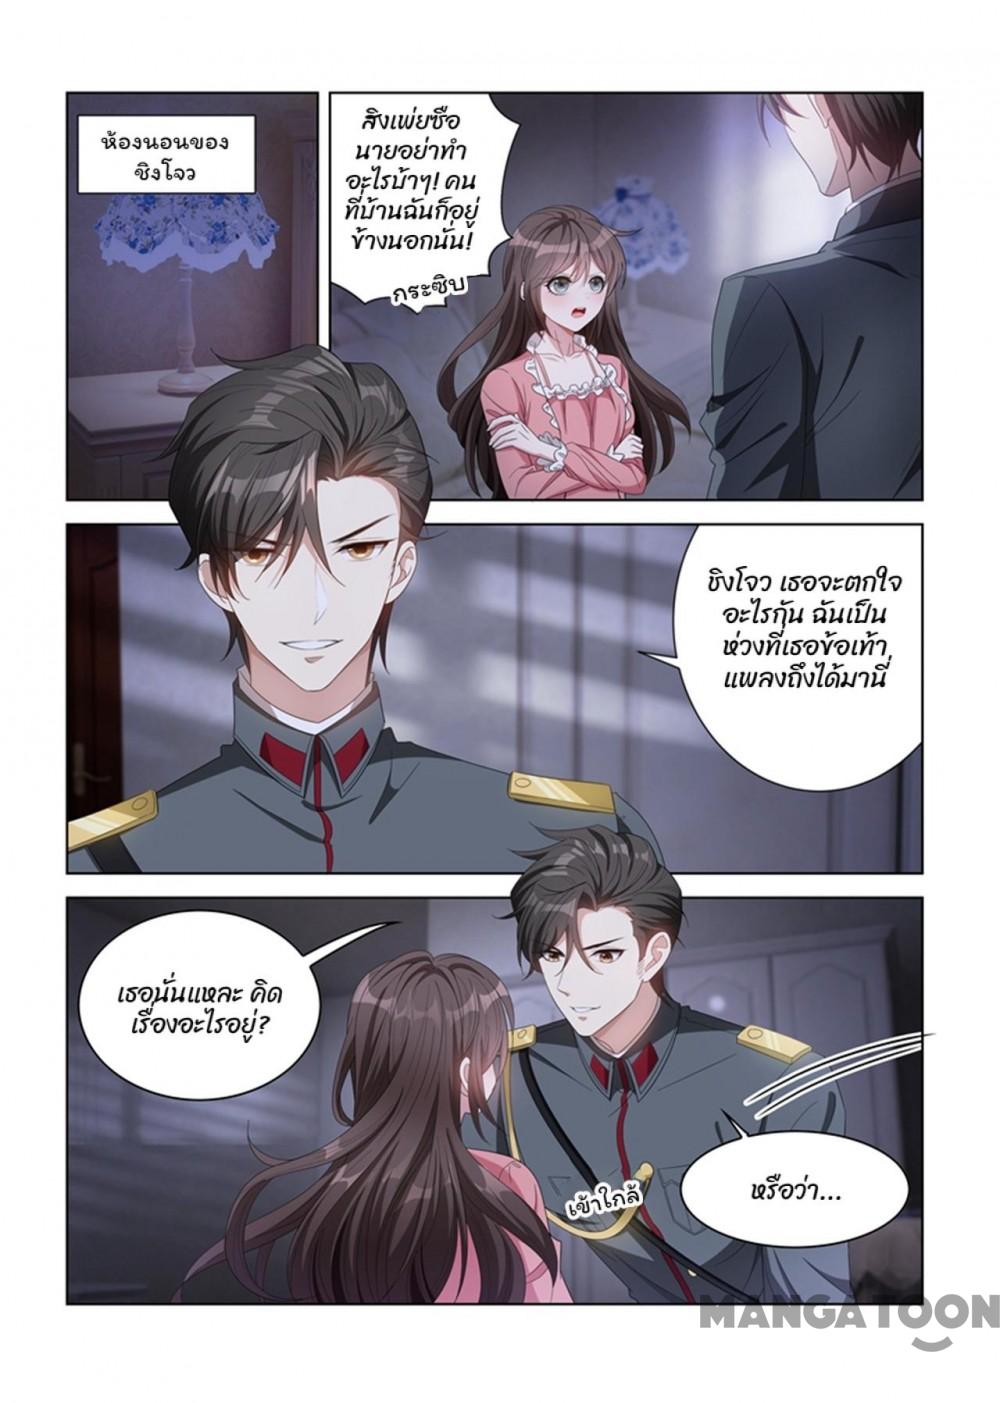 ห้องนอนของ
ชิงโจว
สิงเพ่ยซือ
นายอย่าทำ
อะไรบ้าๆ! คน
ที่บ้านฉันก็อยู่
ข้างนอกนั่น!
กระซิบ
ชิงโจว เธอจะตกใจ
อะไรกัน ฉันเป็น
ห่วงที่เธอข้อเท้า
แพลงถึงได้มานี่
เธอนั่นแหละ คิด
เรื่องอะไรอยู่?
เข้าใกล้
หรือว่า...
MANGATOON